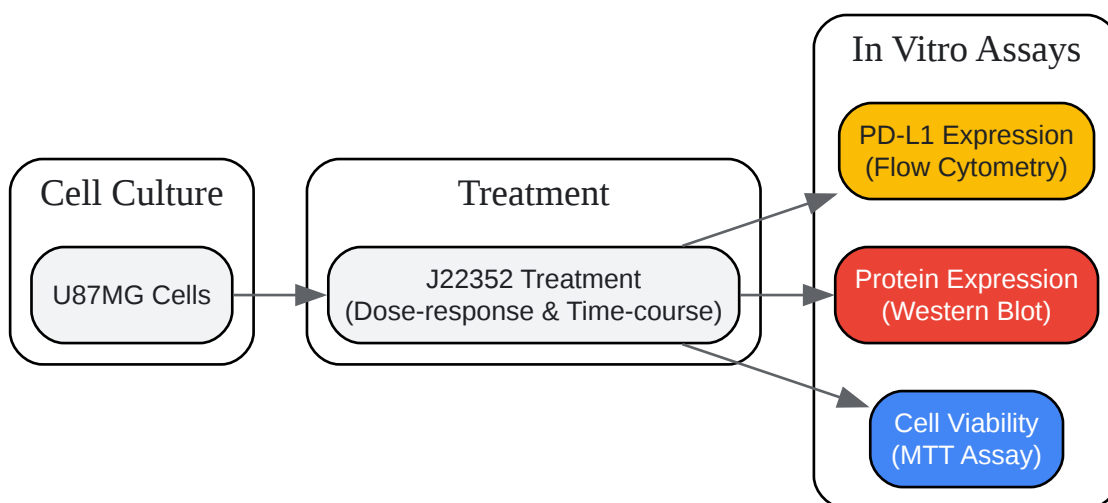 Cell Culture
U87MG Cells
Treatment
J22352 Treatment
(Dose-response & Time-course)
In Vitro Assays
PD-L1 Expression
(Flow Cytometry)
Protein Expression
(Western Blot)
Cell Viability
(MTT Assay)